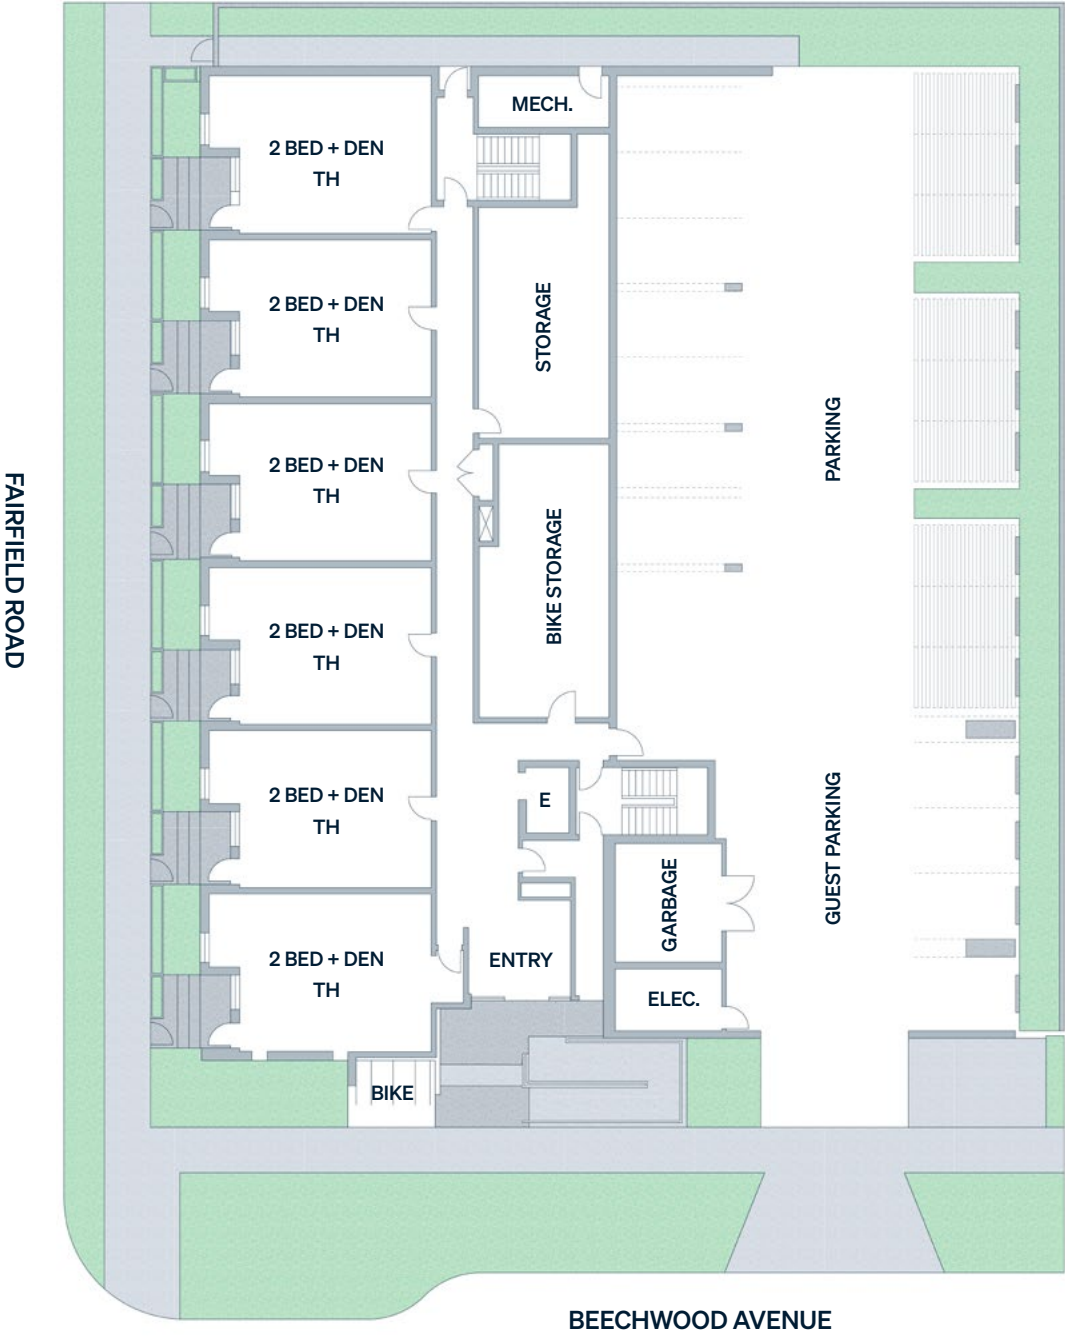 MECH.
2 BED + DEN
TH
2 BED + DEN
TH
STORAGE
PARKING
2 BED + DEN
TH
FAIRFIELD ROAD
BIKE STORAGE
2 BED + DEN
TH
2 BED + DEN
TH
E
GUEST PARKING
GARBAGE
2 BED + DEN
TH
ENTRY
ELEC.
BIKE
BEECHWOOD AVENUE